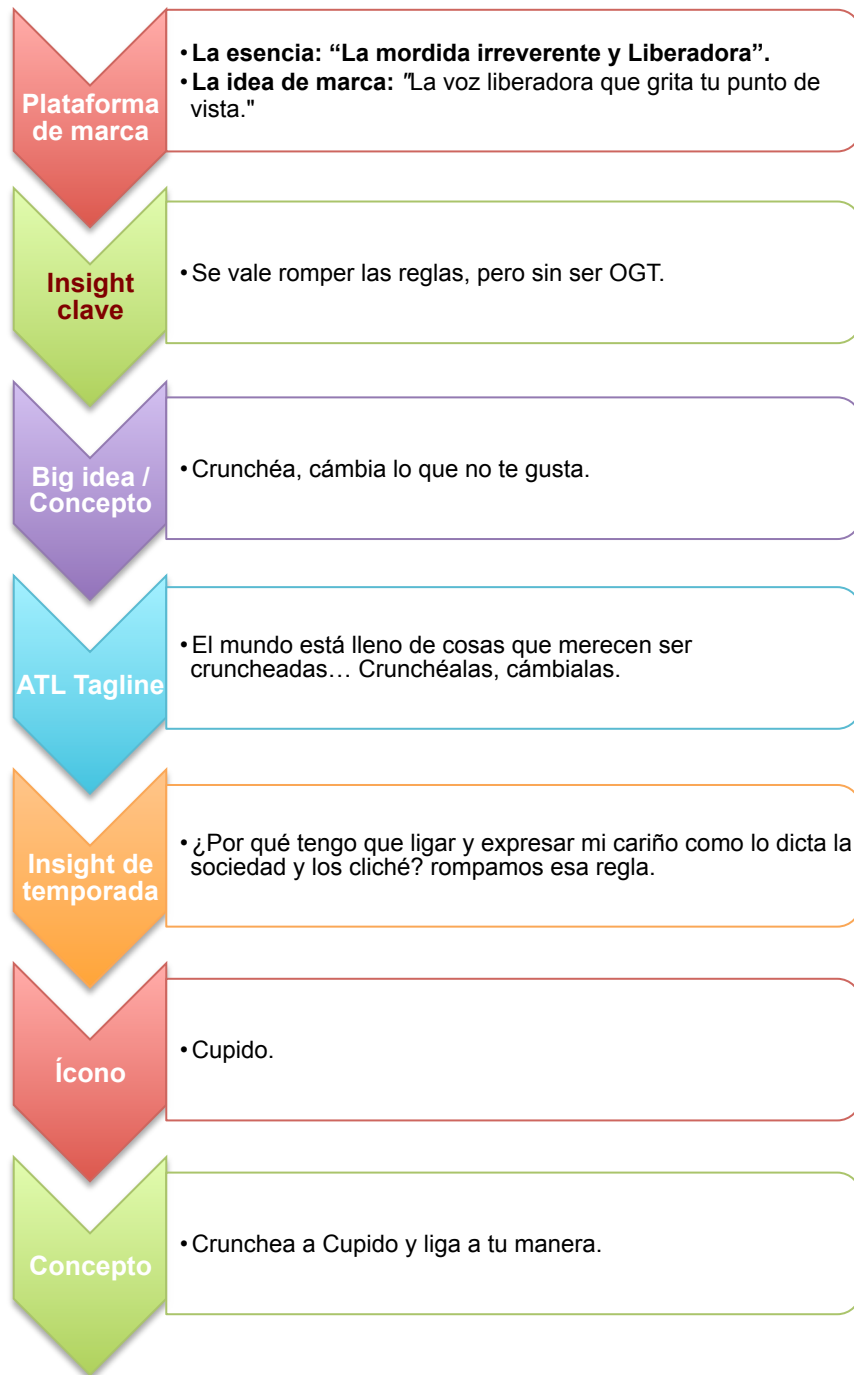 Plataforma
de marca
• La esencia: “La mordida irreverente y Liberadora”.
• La idea de marca: "La voz liberadora que grita tu punto de
vista."
Insight
clave
• Se vale romper las reglas, pero sin ser OGT.
Big idea /
Concepto
• Crunchéa, cámbia lo que no te gusta.
ATL Tagline
• El mundo está lleno de cosas que merecen ser
cruncheadas… Crunchéalas, cámbialas.
Insight de
temporada
• ¿Por qué tengo que ligar y expresar mi cariño como lo dicta la
sociedad y los cliché? rompamos esa regla.
Ícono
• Cupido.
Concepto
• Crunchea a Cupido y liga a tu manera.